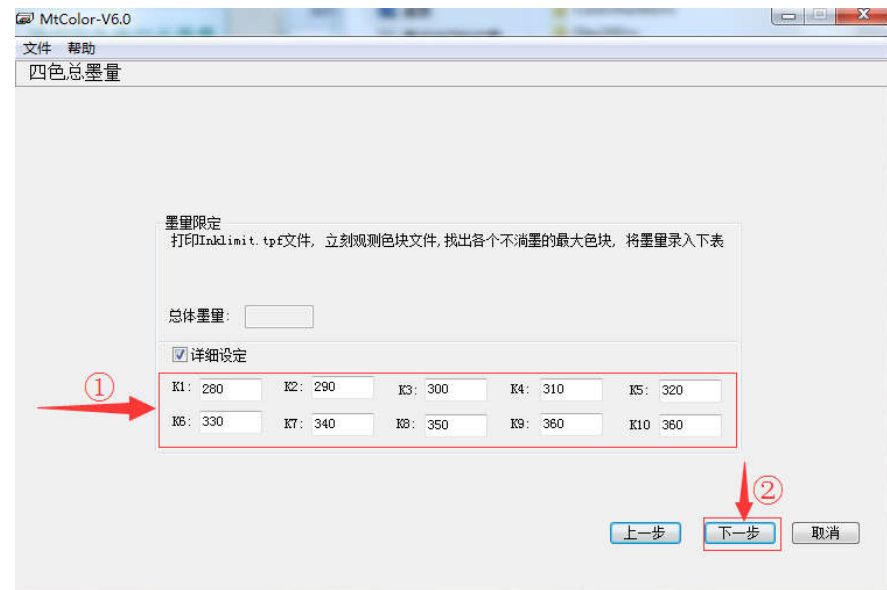 MtColor-V6.0
文件 帮助
四色总墨量
墨量限定
打印Inklimit.tpf文件, 立刻观测色块文件,找出各个不淌墨的最大色块, 将墨量录入下表
总体墨量:
详细设定
① K1: 280 K2: 290 K3: 300 K4: 310 K5: 320
K6: 330 K7: 340 K8: 350 K9: 360 K10 360
②
上一步 下一步 取消